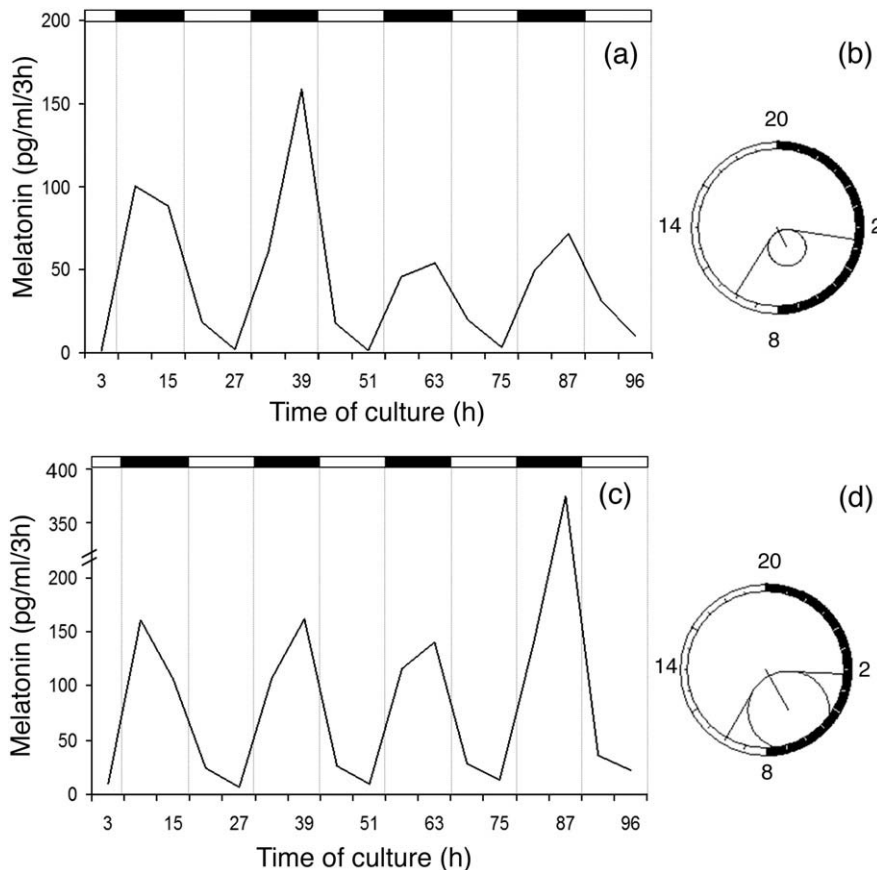 (a)
Melatonin (pg/ml/3h)
200
150
100
50
0
3 15 27 39 51 63 75 87 96
Time of culture (h)
(b)
20
14
2
8
(c)
Melatonin (pg/ml/3h)
400
350
200
150
100
50
0
3 15 27 39 51 63 75 87 96
Time of culture (h)
(d)
20
14
2
8